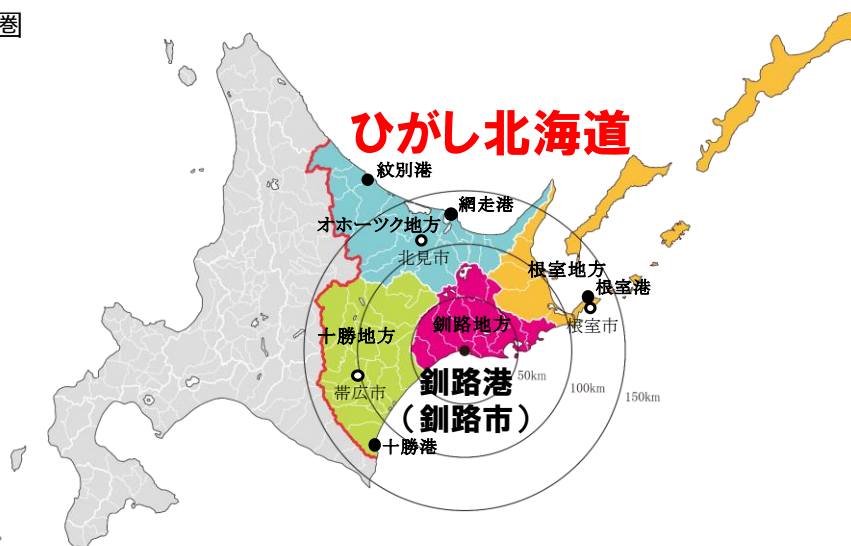 圏
ひがし北海道
紋別港
網走港
オホーツク地方
北見市
根室地方
根室港
根室市
釧路地方
十勝地方
50km
釧路港
（釧路市）
100km
150km
帯広市
十勝港